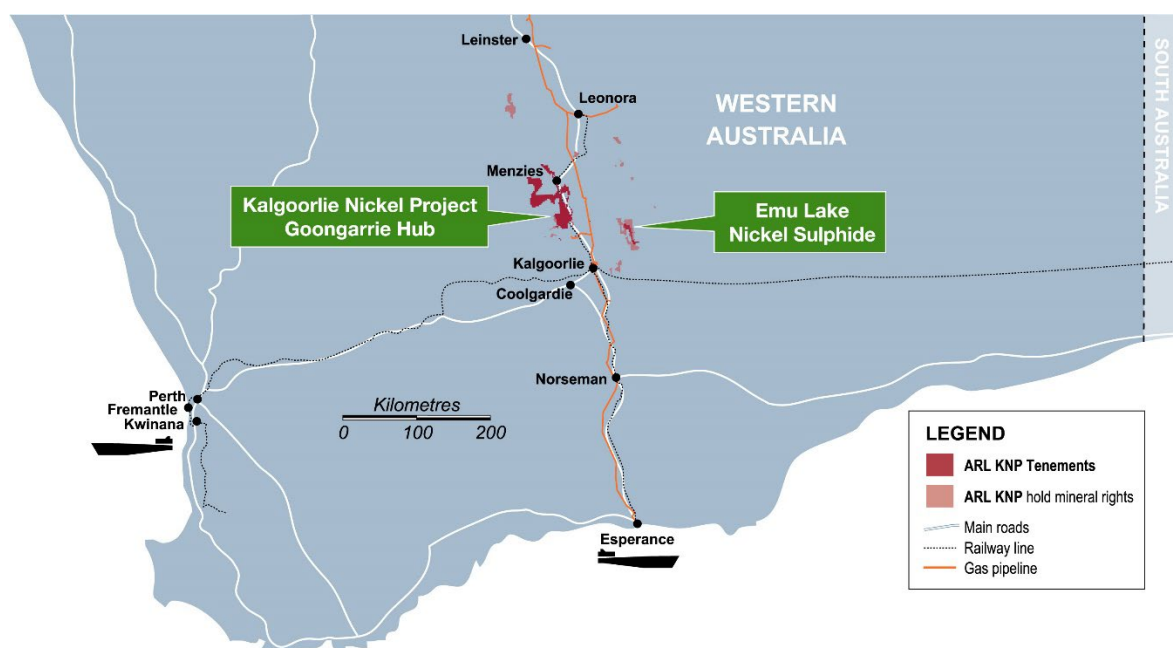 Leinster
Leonora
WESTERN
AUSTRALIA
SOUTH AUSTRALIA
Menzies
Kalgoorlie Nickel Project
Goongarrie Hub
Emu Lake
Nickel Sulphide
Kalgoorlie
Coolgardie
Norseman
Perth
Fremantle
Kwinana
Kilometres
0 100 200
Esperance
LEGEND
ARL KNP Tenements
ARL KNP hold mineral rights
Main roads
Railway line
Gas pipeline